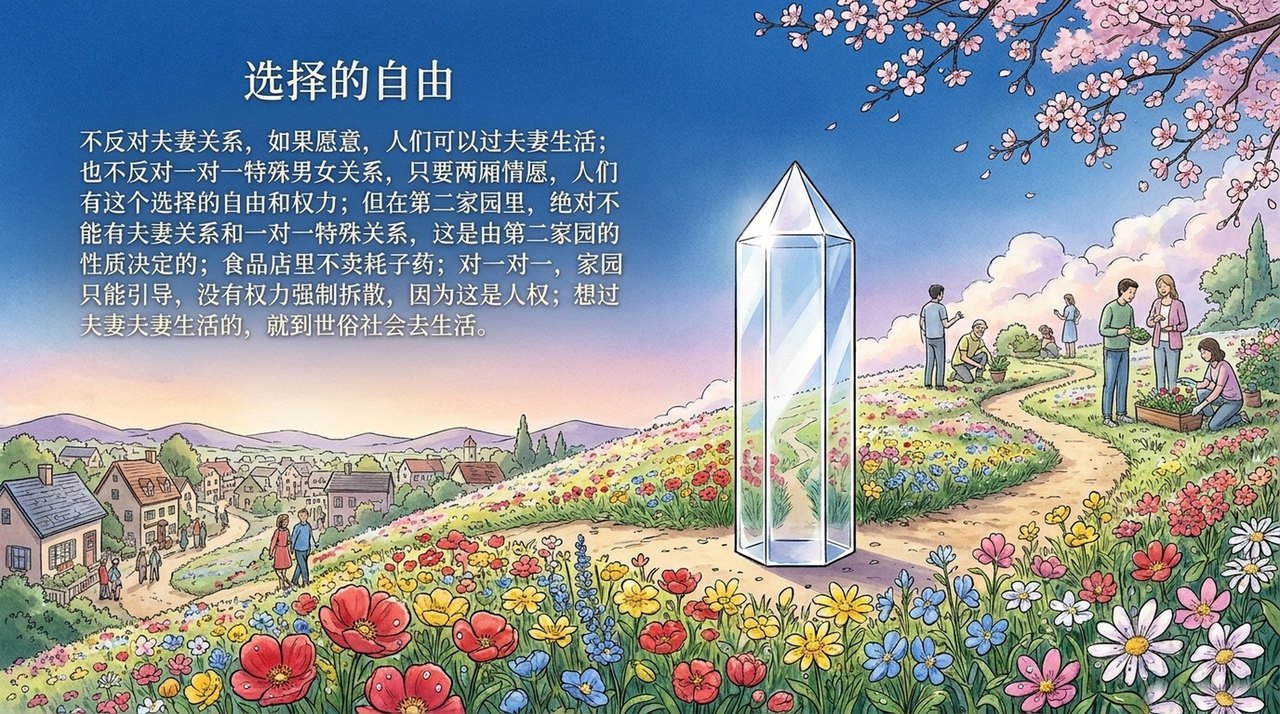 选择的自由
不反对夫妻关系，如果愿意，人们可以过夫妻生活；
也不反对一对一特殊男女关系，只要两厢情愿，人们
有这个选择的自由和权力；但在第二家园里，绝对不
能有夫妻关系和一对一特殊关系，这是由第二家园的
性质决定的；食品店里不卖耗子药；对一对一，家园
只能引导，没有权力强制拆散，因为这是人权；想过
夫妻夫妻生活的，就到世俗社会去生活。